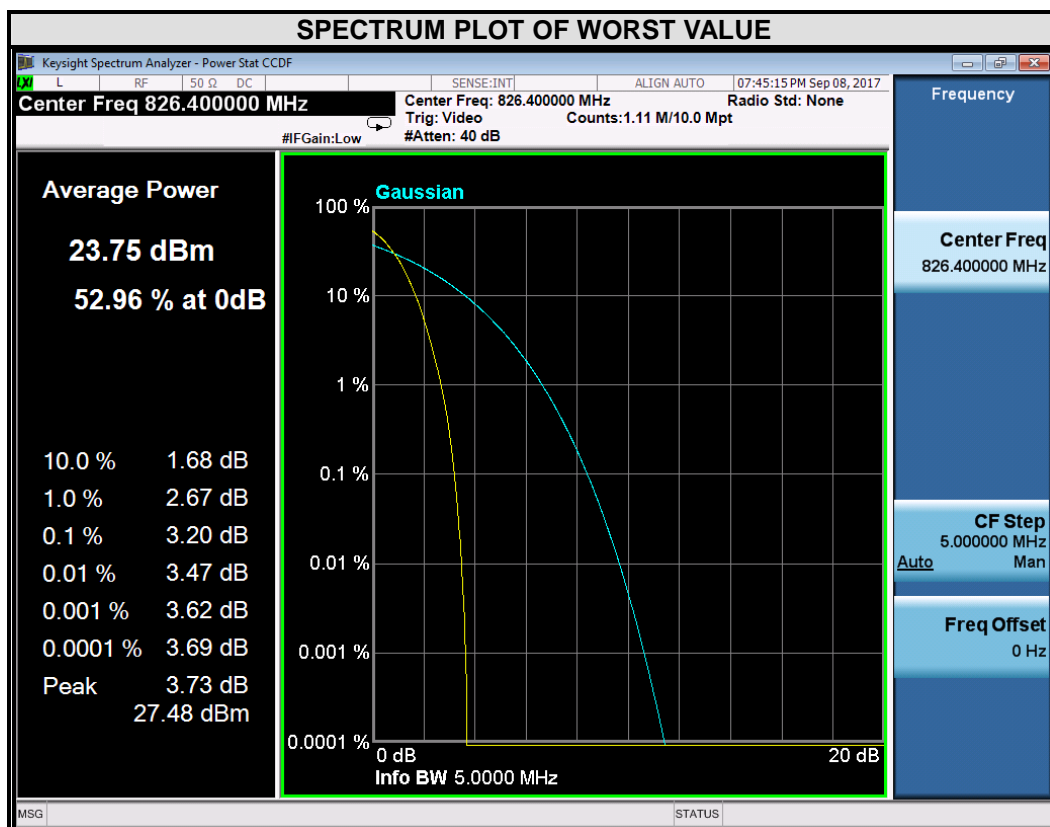 SPECTRUM PLOT OF WORST VALUE
Keysight Spectrum Analyzer - Power Stat CCDF
LXI L RF 50 Ω DC SENSE:INT ALIGN AUTO 07:45:15 PM Sep 08, 2017
Center Freq 826.400000 MHz
#IFGain:Low
Center Freq: 826.400000 MHz Radio Std: None
Trig: Video Counts:1.11 M/10.0 Mpt
#Atten: 40 dB
Average Power
23.75 dBm
52.96 % at 0dB
10.0 % 1.68 dB
1.0 % 2.67 dB
0.1 % 3.20 dB
0.01 % 3.47 dB
0.001 % 3.62 dB
0.0001 % 3.69 dB
Peak 3.73 dB
27.48 dBm
Gaussian
100 %
10 %
1 %
0.1 %
0.01 %
0.001 %
0.0001 %
0 dB 20 dB
Info BW 5.0000 MHz
Frequency
Center Freq
826.400000 MHz
CF Step
5.000000 MHz
Auto Man
Freq Offset
0 Hz
MSG STATUS